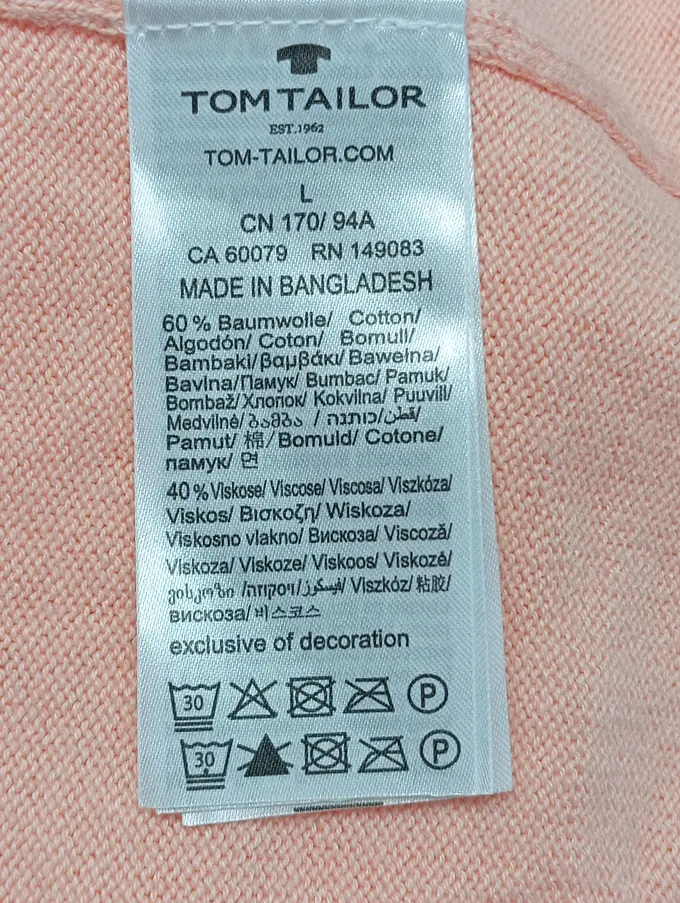 TOM TAILOR
EST.1962
TOM-TAILOR.COM
L
CN 170/ 94A
CA 60079 RN 149083
MADE IN BANGLADESH
60 % Baumwolle/ Cotton/
Algodón/ Coton/ Bomull/
Bambaki/βαμβάκι/Bawełna/
Bavlna/Памук/ Bumbac/ Pamuk/
Bombaž/Хлопок/ Kokvilna/ Puuvill/
Medvilnė/ბამბა / כותנה/قطن/
Pamut/ 棉/ Bomuld/ Cotone/
памук/ 면
40 % Viskose/ Viscose/ Viscosa/ Viszkóza/
Viskos/ Βισκοζη/ Wiskoza/
Viskosno vlakno/ Вискоза/ Viscoză/
Viskoza/ Viskoze/ Viskoos/ Viskozė/
ვისკოზი /ויסקוזה/فيسكوز/ Viszkóz/ 粘胶/
вискоза/ 비스코스
exclusive of decoration
30 P
30 P